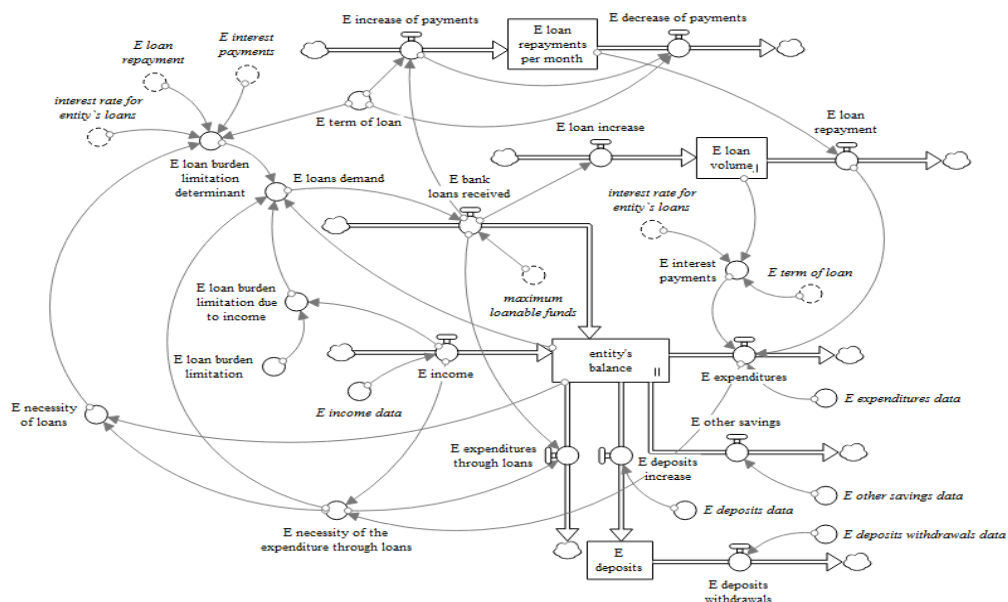 E increase of payments
E decrease of payments
E loan
repayments
per month
E loan
repayment
E interest
payments
interest rate for
entity`s loans
E term of loan
E loan increase
E loan
repayment
E loan
volume
E loan burden
limitation
determinant
E loans demand
E bank
loans received
interest rate for
entity`s loans
E interest
payments
E term of loan
maximum
loanable funds
E loan burden
limitation due
to income
E loan burden
limitation
E income
E income data
entity's
balance
E expenditures
E expenditures data
E necessity
of loans
E other savings
E expenditures
through loans
E deposits
increase
E other savings data
E deposits data
E necessity of the
expenditure through loans
E deposits withdrawals data
E
deposits
E deposits
withdrawals